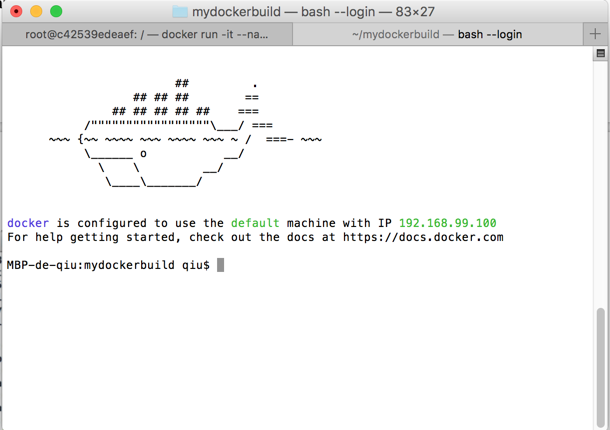 mydockerbuild — bash --login — 83×27
root@c42539edeaef: / — docker run -it --na...
~/mydockerbuild — bash --login
                        ##         .
                  ## ## ##        ==
               ## ## ## ## ##    ===
           /"""""""""""""""""\___/ ===
      ~~~ {~~ ~~~~ ~~~ ~~~~ ~~~ ~ /  ===- ~~~
           \______ o           __/
             \    \         __/
              \____\_______/
docker is configured to use the default machine with IP 192.168.99.100
For help getting started, check out the docs at https://docs.docker.com
MBP-de-qiu:mydockerbuild qiu$